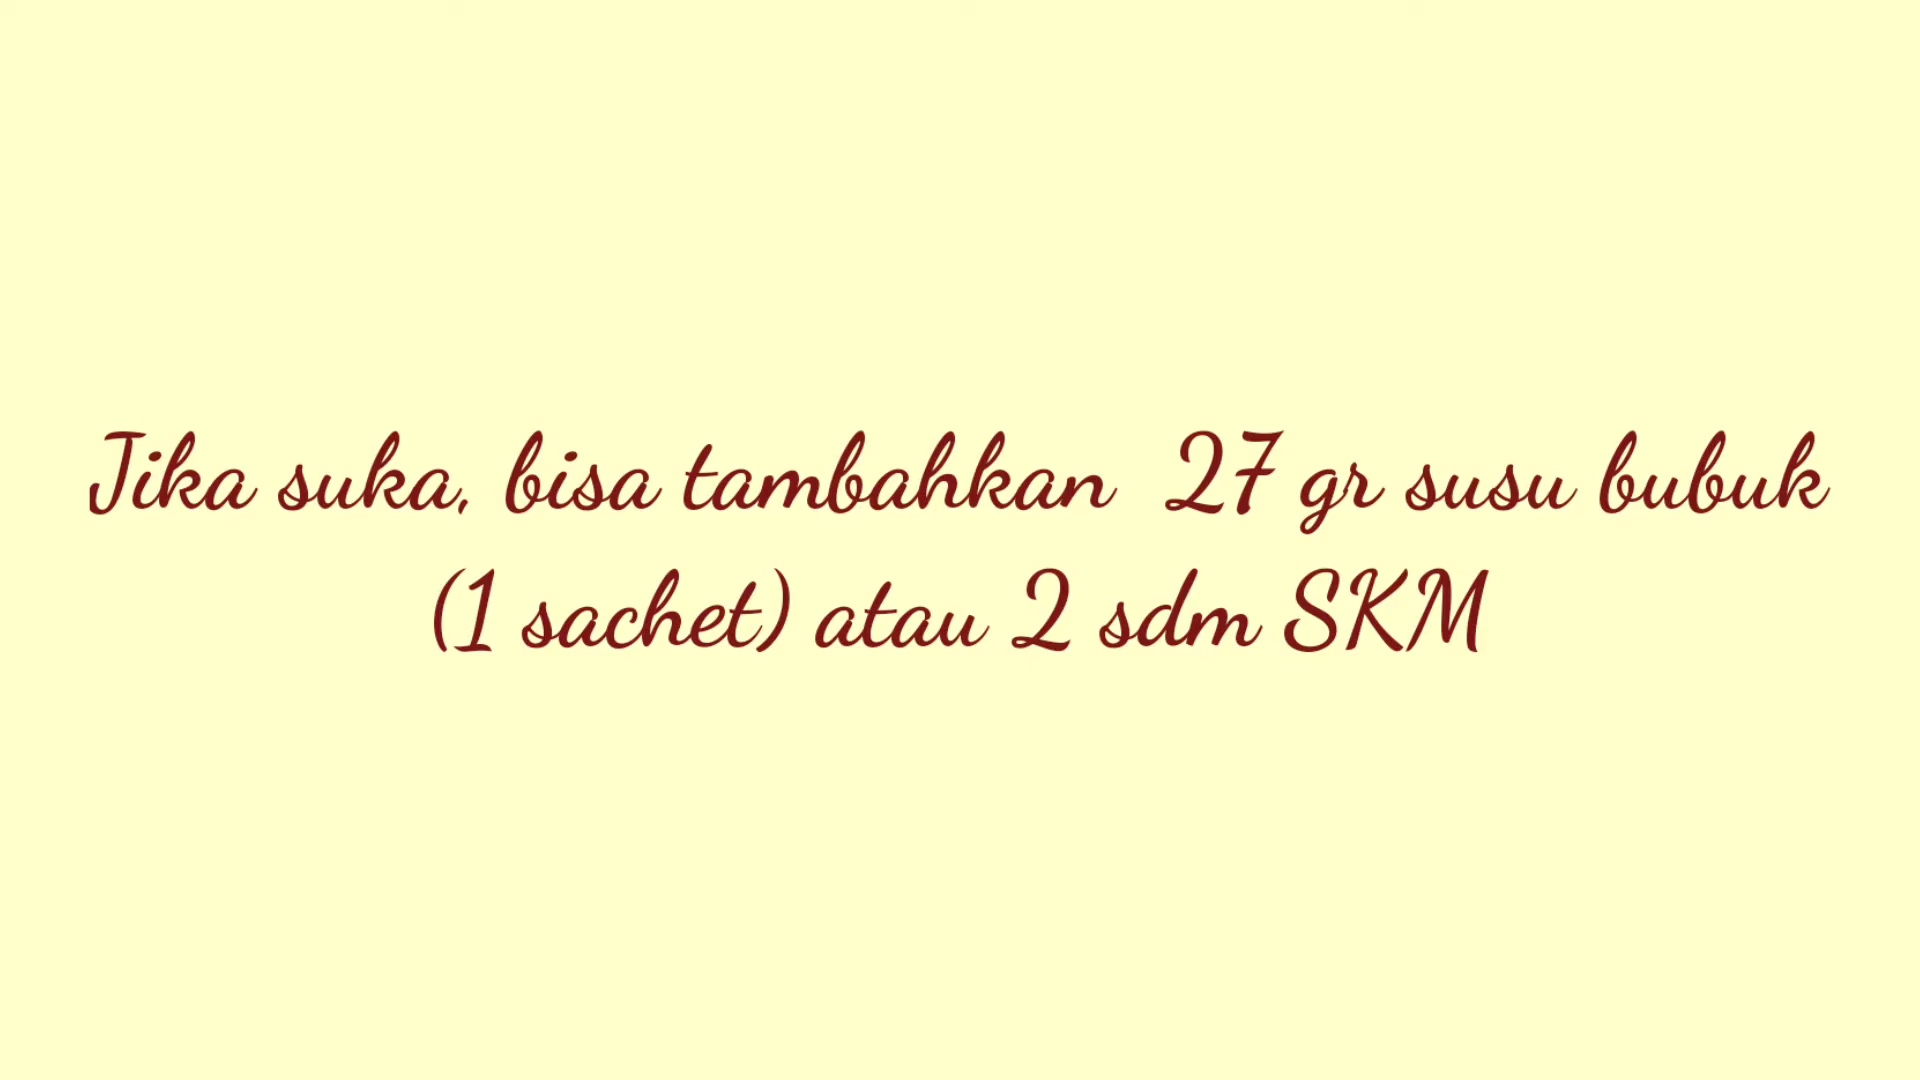 Jika suka, bisa tambahkan 27 gr susu bubuk
(1 sachet) atau 2 sdm SKM